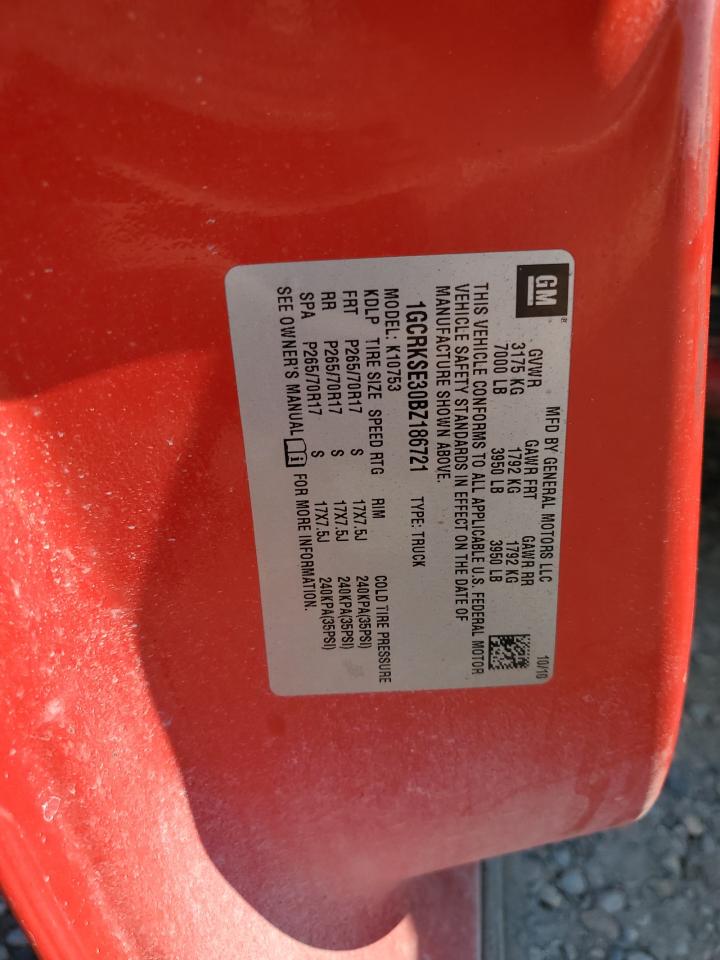 GM®
MFD BY GENERAL MOTORS LLC 10/10
GVWR GAWR FRT GAWR RR
3175 KG 1792 KG 1792 KG
7000 LB 3950 LB 3950 LB
THIS VEHICLE CONFORMS TO ALL APPLICABLE U.S. FEDERAL MOTOR
VEHICLE SAFETY STANDARDS IN EFFECT ON THE DATE OF
MANUFACTURE SHOWN ABOVE.
1GCRKSE30BZ186721 TYPE: TRUCK
MODEL: K10753
KDLP TIRE SIZE SPEED RTG RIM COLD TIRE PRESSURE
FRT P265/70R17 S 17X7.5J 240KPA(35PSI)
RR P265/70R17 S 17X7.5J 240KPA(35PSI)
SPA P265/70R17 S 17X7.5J 240KPA(35PSI)
SEE OWNER'S MANUAL i FOR MORE INFORMATION.